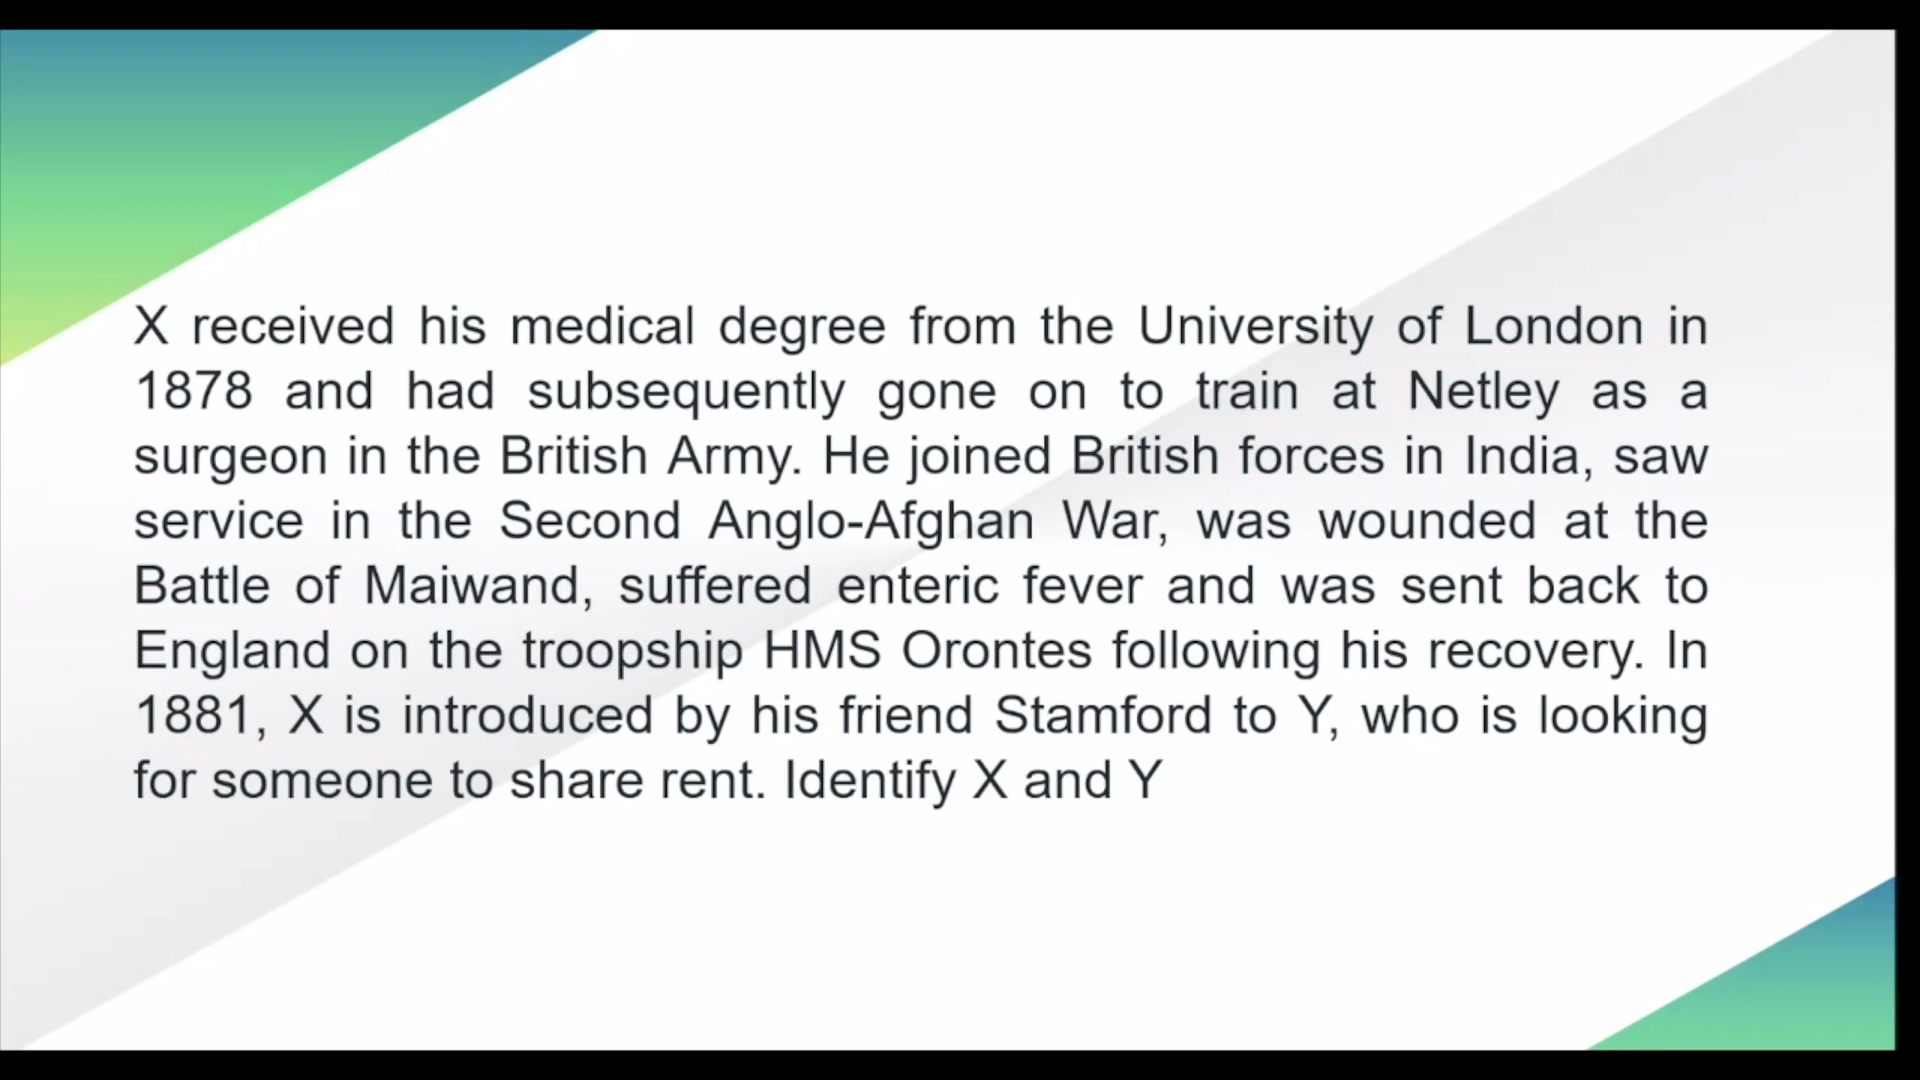 X received his medical degree from the University of London in
1878 and had subsequently gone on to train at Netley as a
surgeon in the British Army. He joined British forces in India, saw
service in the Second Anglo-Afghan War, was wounded at the
Battle of Maiwand, suffered enteric fever and was sent back to
England on the troopship HMS Orontes following his recovery. In
1881, X is introduced by his friend Stamford to Y, who is looking
for someone to share rent. Identify X and Y